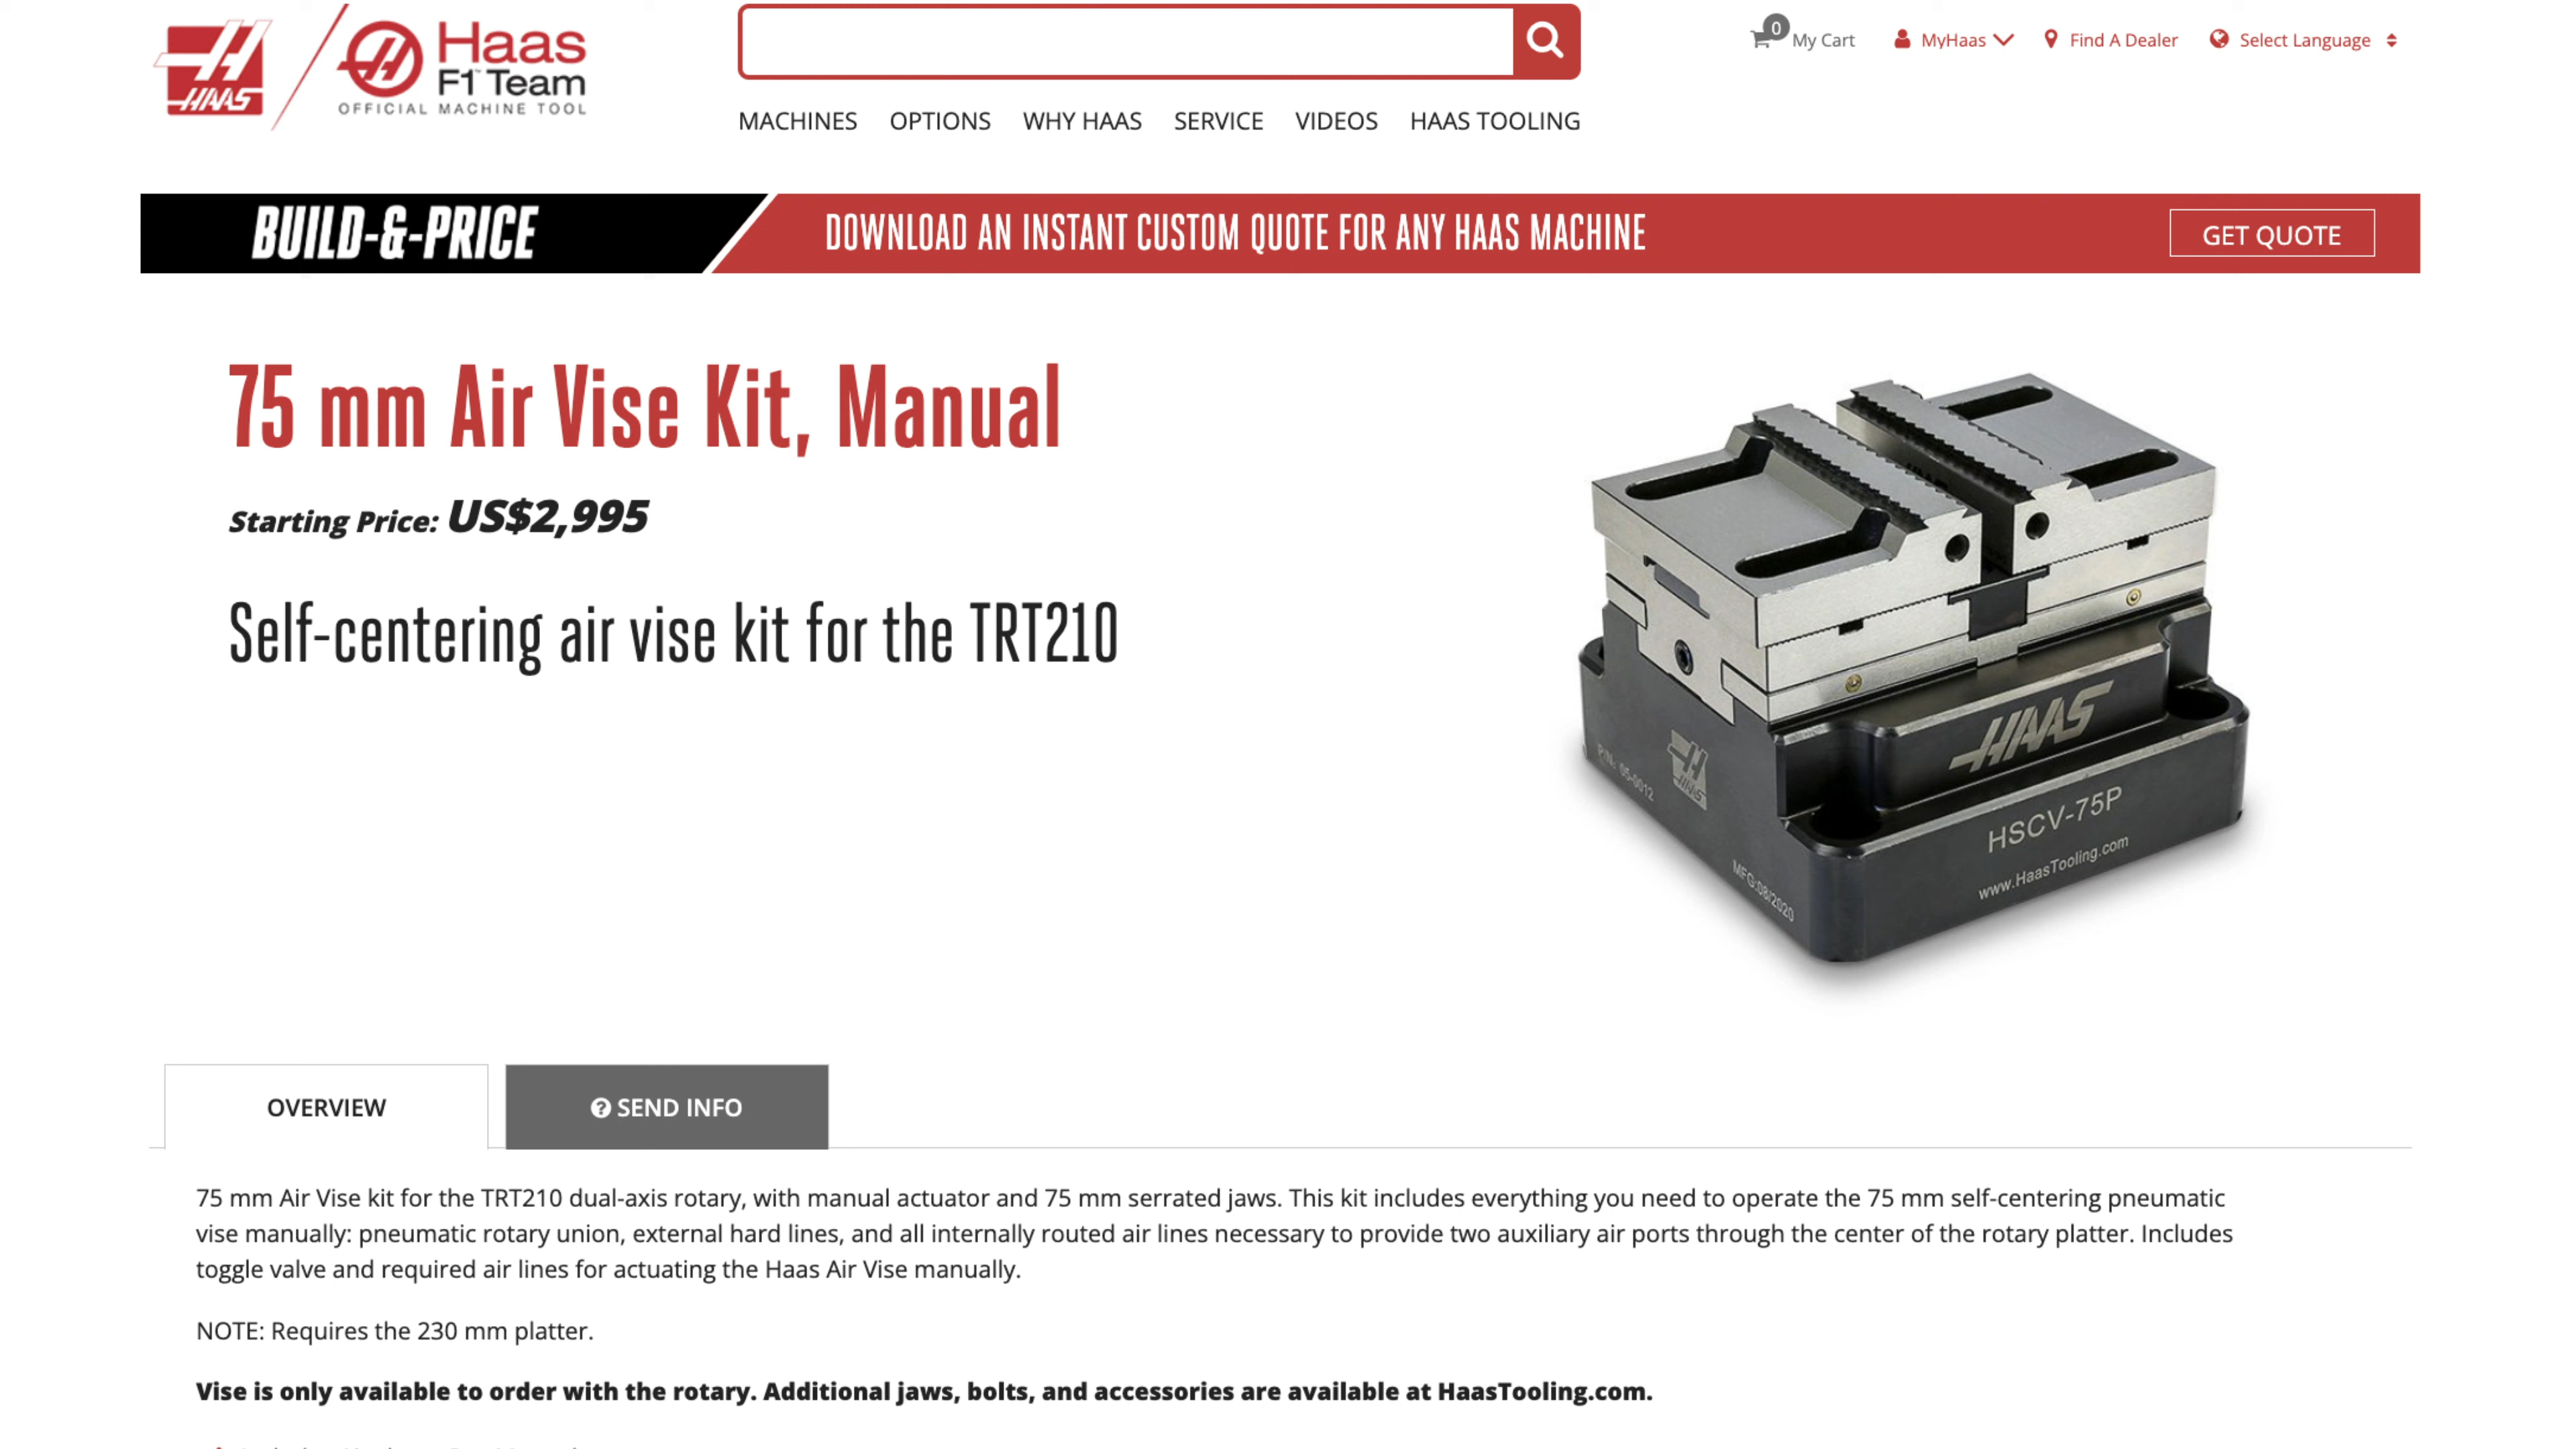 HAAS
Haas
F1 Team
OFFICIAL MACHINE TOOL
0
My Cart
MyHaas
Find A Dealer
Select Language
MACHINES OPTIONS WHY HAAS SERVICE VIDEOS HAAS TOOLING
BUILD-&-PRICE
DOWNLOAD AN INSTANT CUSTOM QUOTE FOR ANY HAAS MACHINE
GET QUOTE
75 mm Air Vise Kit, Manual
Starting Price: US$2,995
Self-centering air vise kit for the TRT210
HAAS
HAAS
P/N: 05-0012
HSCV-75P
www.HaasTooling.com
MFG:08/2020
OVERVIEW
SEND INFO
75 mm Air Vise kit for the TRT210 dual-axis rotary, with manual actuator and 75 mm serrated jaws. This kit includes everything you need to operate the 75 mm self-centering pneumatic
vise manually: pneumatic rotary union, external hard lines, and all internally routed air lines necessary to provide two auxiliary air ports through the center of the rotary platter. Includes
toggle valve and required air lines for actuating the Haas Air Vise manually.
NOTE: Requires the 230 mm platter.
Vise is only available to order with the rotary. Additional jaws, bolts, and accessories are available at HaasTooling.com.